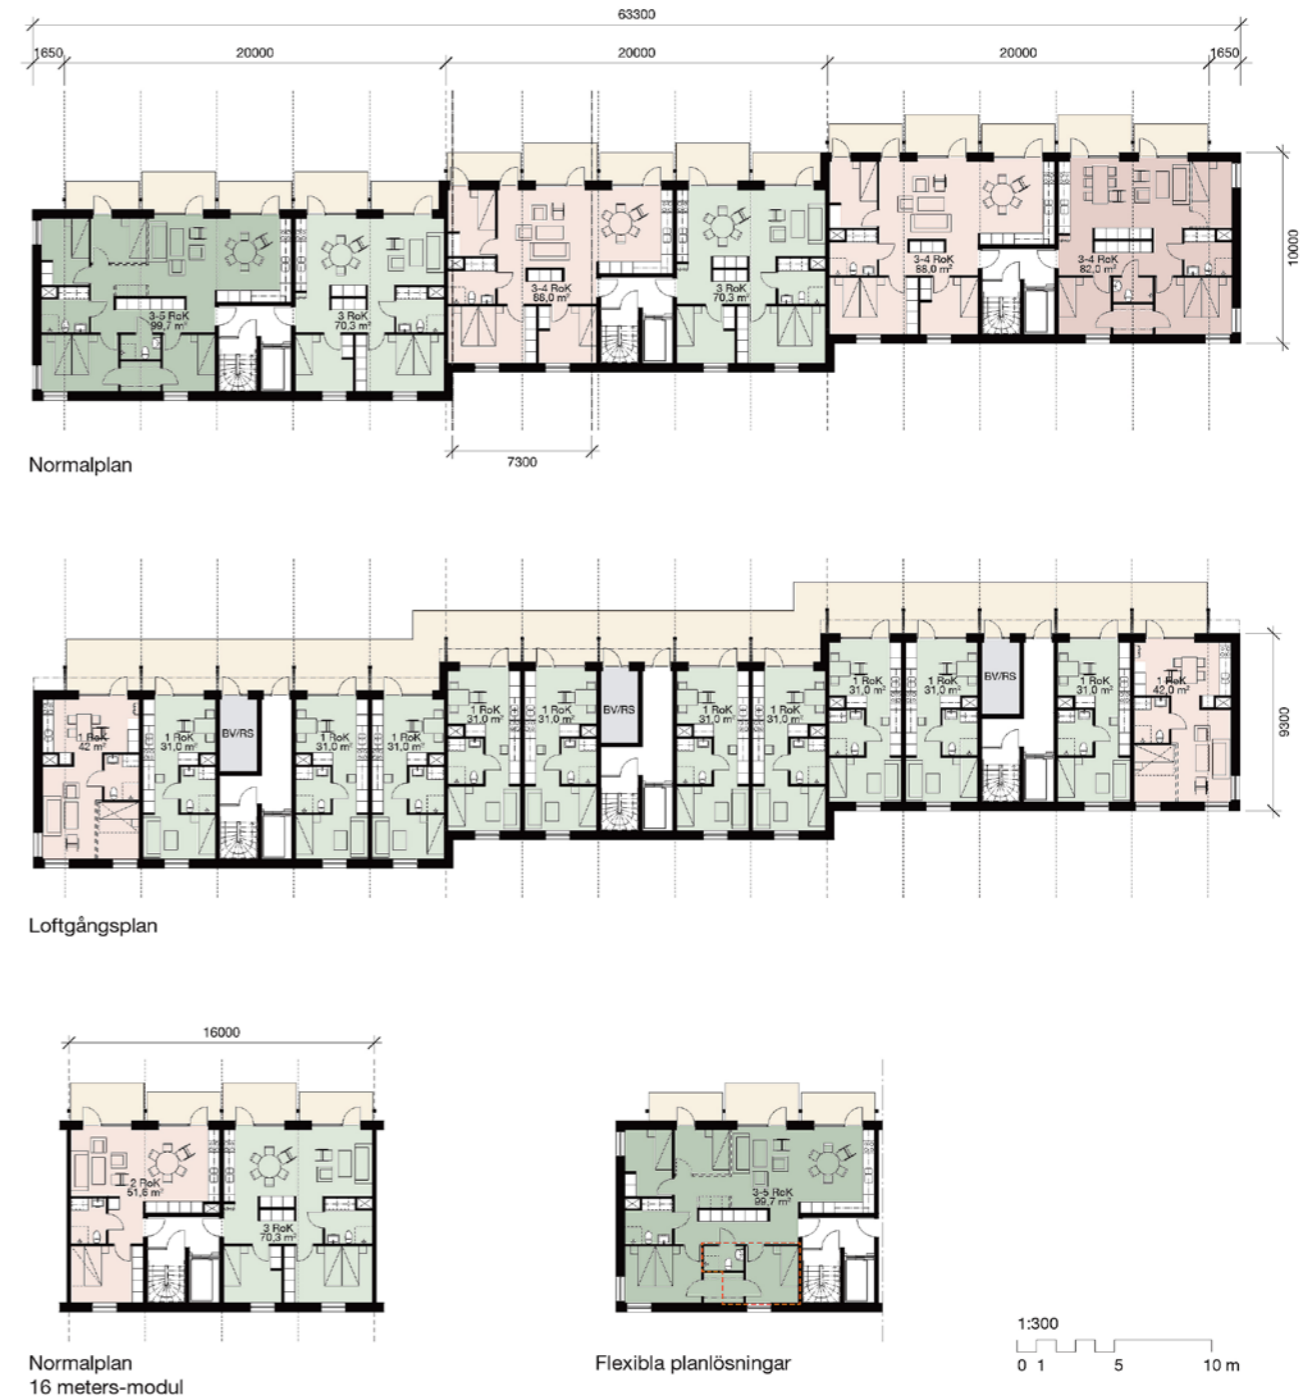 63300
1650 20000 20000 20000 1650
3-4 RoK
88,0 m²
3-4 RoK
82,0 m²
10000
3-4 RoK
88,0 m²
3 RoK
70,3 m²
3-5 RoK
99,7 m²
3 RoK
70,3 m²
7300
Normalplan
1 RoK
31,0 m²
1 RoK
31,0 m²
BV/RS
1 RoK
31,0 m²
1 RoK
42,0 m²
9300
1 RoK
31,0 m²
1 RoK
31,0 m²
BV/RS
1 RoK
31,0 m²
1 RoK
31,0 m²
1 RoK
42 m²
1 RoK
31,0 m²
BV/RS
1 RoK
31,0 m²
1 RoK
31,0 m²
Loftgångsplan
16000
2 RoK
51,6 m²
3 RoK
70,3 m²
Normalplan
16 meters-modul
3-5 RoK
99,7 m²
Flexibla planlösningar
1:300
0 1 5 10 m